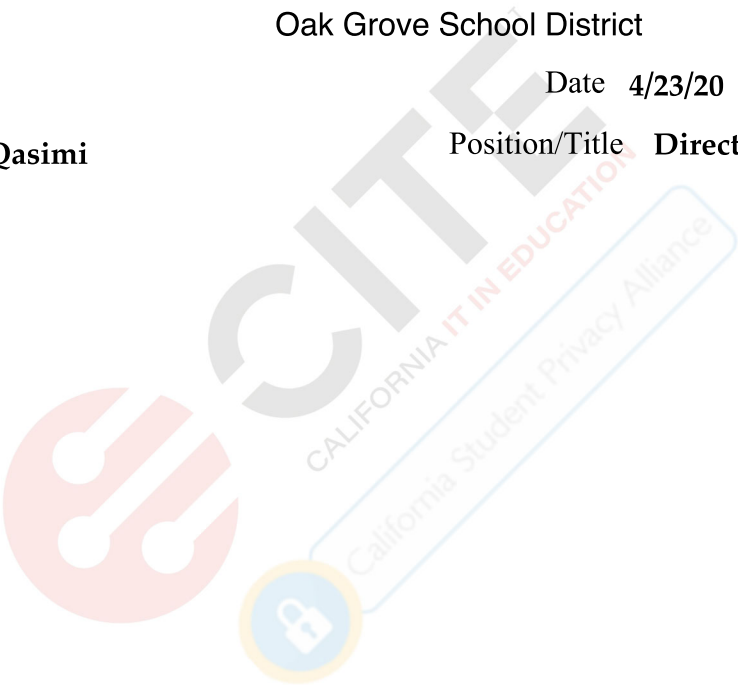 Oak Grove School District
Date 4/23/20
Qasimi
Position/Title Direct
CITE
CALIFORNIA IT IN EDUCATION
California Student Privacy Alliance